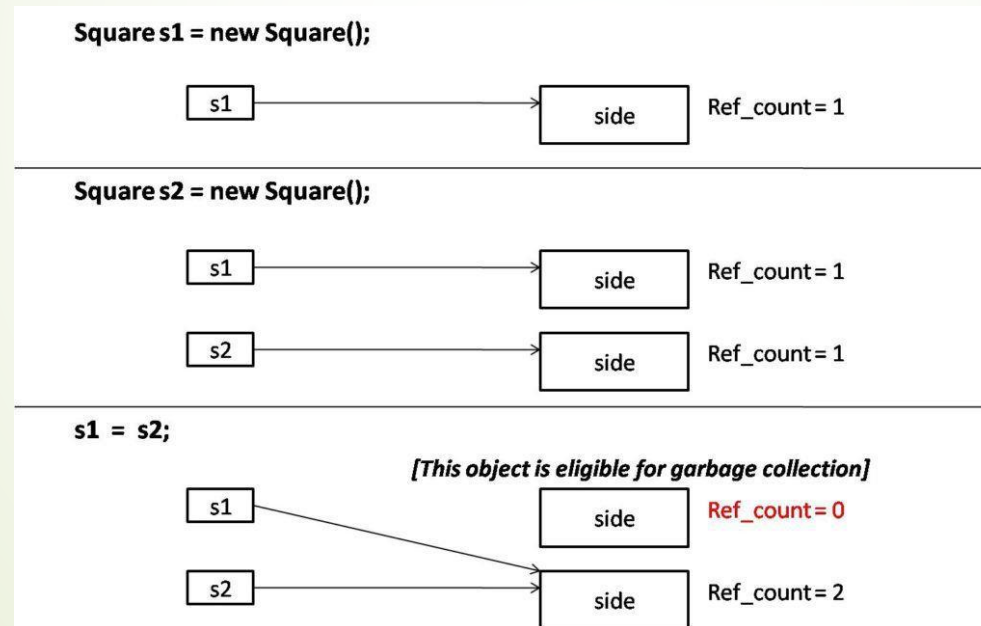 Square s1 = new Square();
s1
side
Ref_count = 1
Square s2 = new Square();
s1
side
Ref_count = 1
s2
side
Ref_count = 1
s1 = s2;
[This object is eligible for garbage collection]
s1
side
Ref_count = 0
s2
side
Ref_count = 2